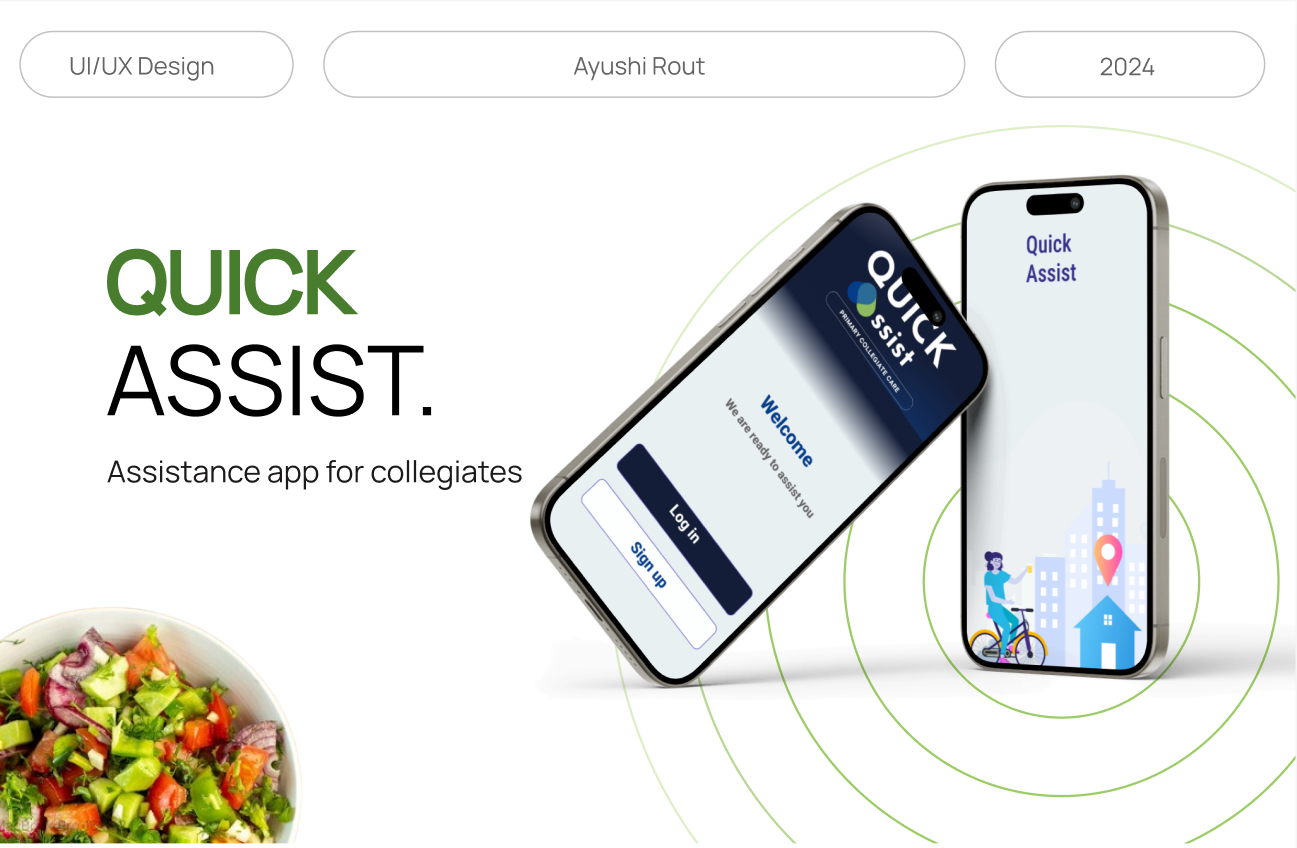 UI/UX Design
Ayushi Rout
2024
QUICK
ASSIST.
Assistance app for collegiates
QUICK
ssist
PRIMARY COLLEGIATE CARE
Welcome
We are ready to assist you
Log in
Sign up
Quick
Assist